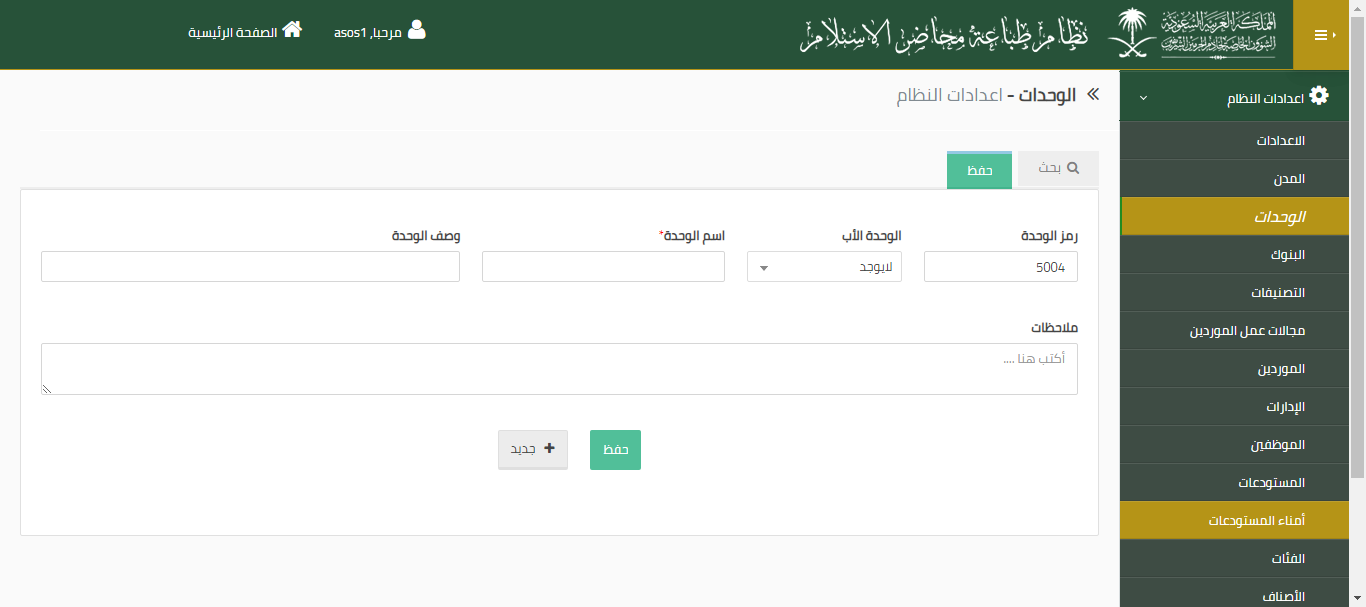 المملكة العربية السعودية
الشؤون الخاصة لخادم الحرمين الشريفين
نظام طباعة محاضر الاستلام
مرحبا, asos1
الصفحة الرئيسية
اعدادات النظام
الاعدادات
المدن
الوحدات
البنوك
التصنيفات
مجالات عمل الموردين
الموردين
الإدارات
الموظفين
المستودعات
أمناء المستودعات
الفئات
الأصناف
الوحدات - اعدادات النظام
بحث
حفظ
رمز الوحدة
الوحدة الأب
اسم الوحدة*
وصف الوحدة
5004
لايوجد
ملاحظات
أكتب هنا ....
حفظ
جديد